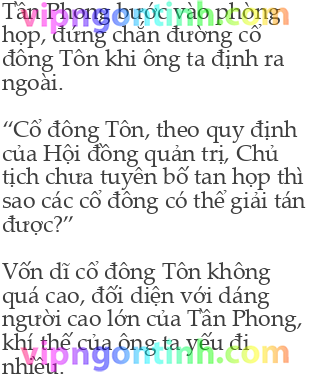 Tần Phong bước vào phòng
họp, đứng chắn đường cổ
đông Tôn khi ông ta định ra
ngoài.
“Cổ đông Tôn, theo quy định
của Hội đồng quản trị, Chủ
tịch chưa tuyên bố tan họp thì
sao các cổ đông có thể giải tán
được?”
Vốn dĩ cổ đông Tôn không
quá cao, đối diện với dáng
người cao lớn của Tần Phong,
khí thế của ông ta yếu đi
nhiều.
vipngontinh.com
vipngontinh.com